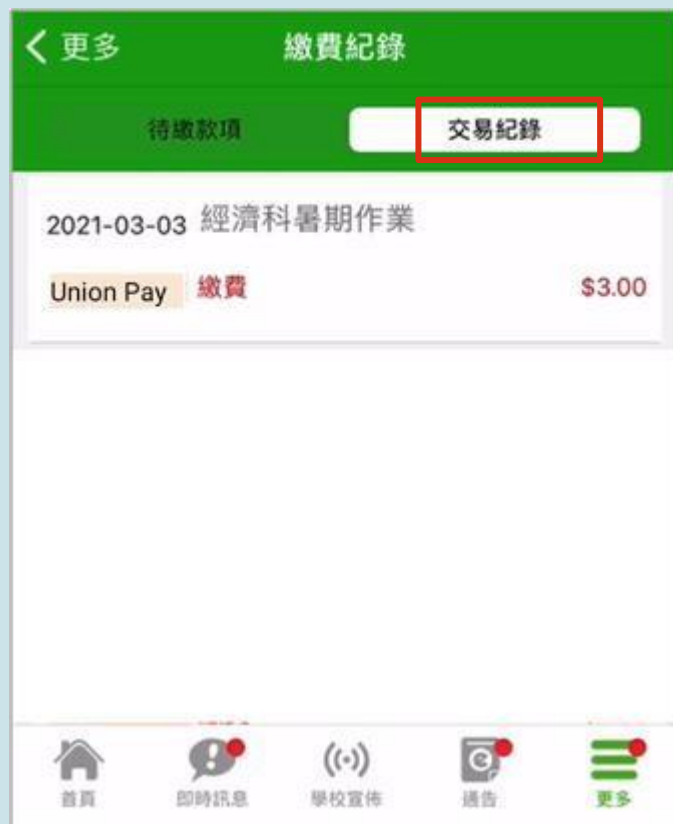 更多 繳費紀錄
待繳款項 交易紀錄
2021-03-03 經濟科暑期作業
Union Pay 繳費 $3.00
首頁 即時訊息 學校宣佈 通告 更多